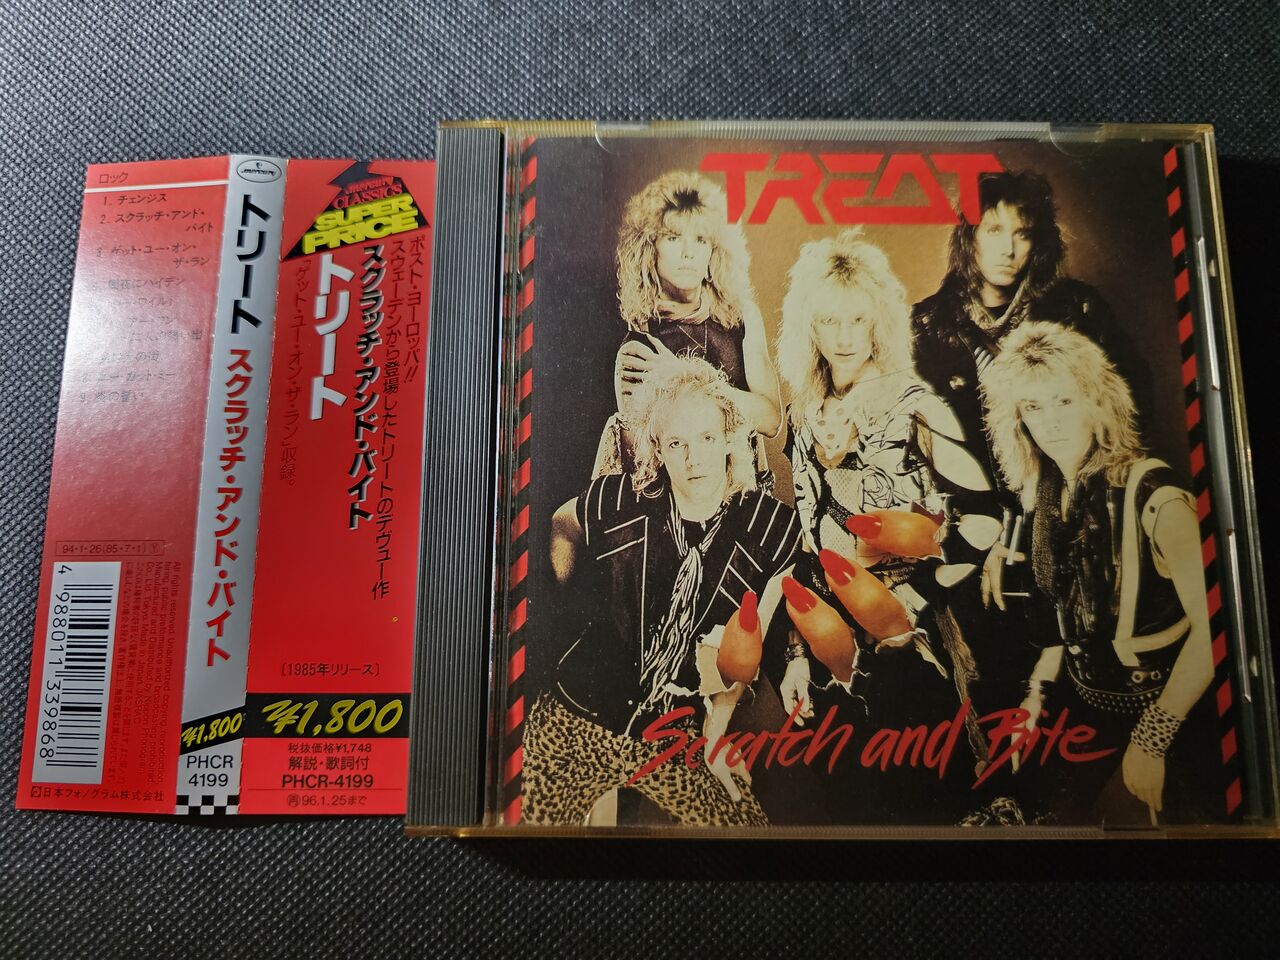 ロック
1. チェンジス
2. スクラッチ・アンド・
バイト
3. ゲット・ユー・オン・
ザ・ラン
94・1・26(85・7・1)Ⓨ
4 988011 339868
日本フォノグラム株式会社
mercury
トリート スクラッチ・アンド・バイト
¥1,800
PHCR
4199
mercury
CLASSICS
SUPER
PRICE
ポスト・ヨーロッパ!!
スウェーデンから登場したトリートのデヴュー作。
「ゲット・ユー・オン・ザ・ラン」収録。
スクラッチ・アンド・バイト
トリート
(1985年リリース)
¥1,800
税抜価格¥1,748
解説・歌詞付
PHCR-4199
再96.1.25まで
TREAT
Scratch and Bite